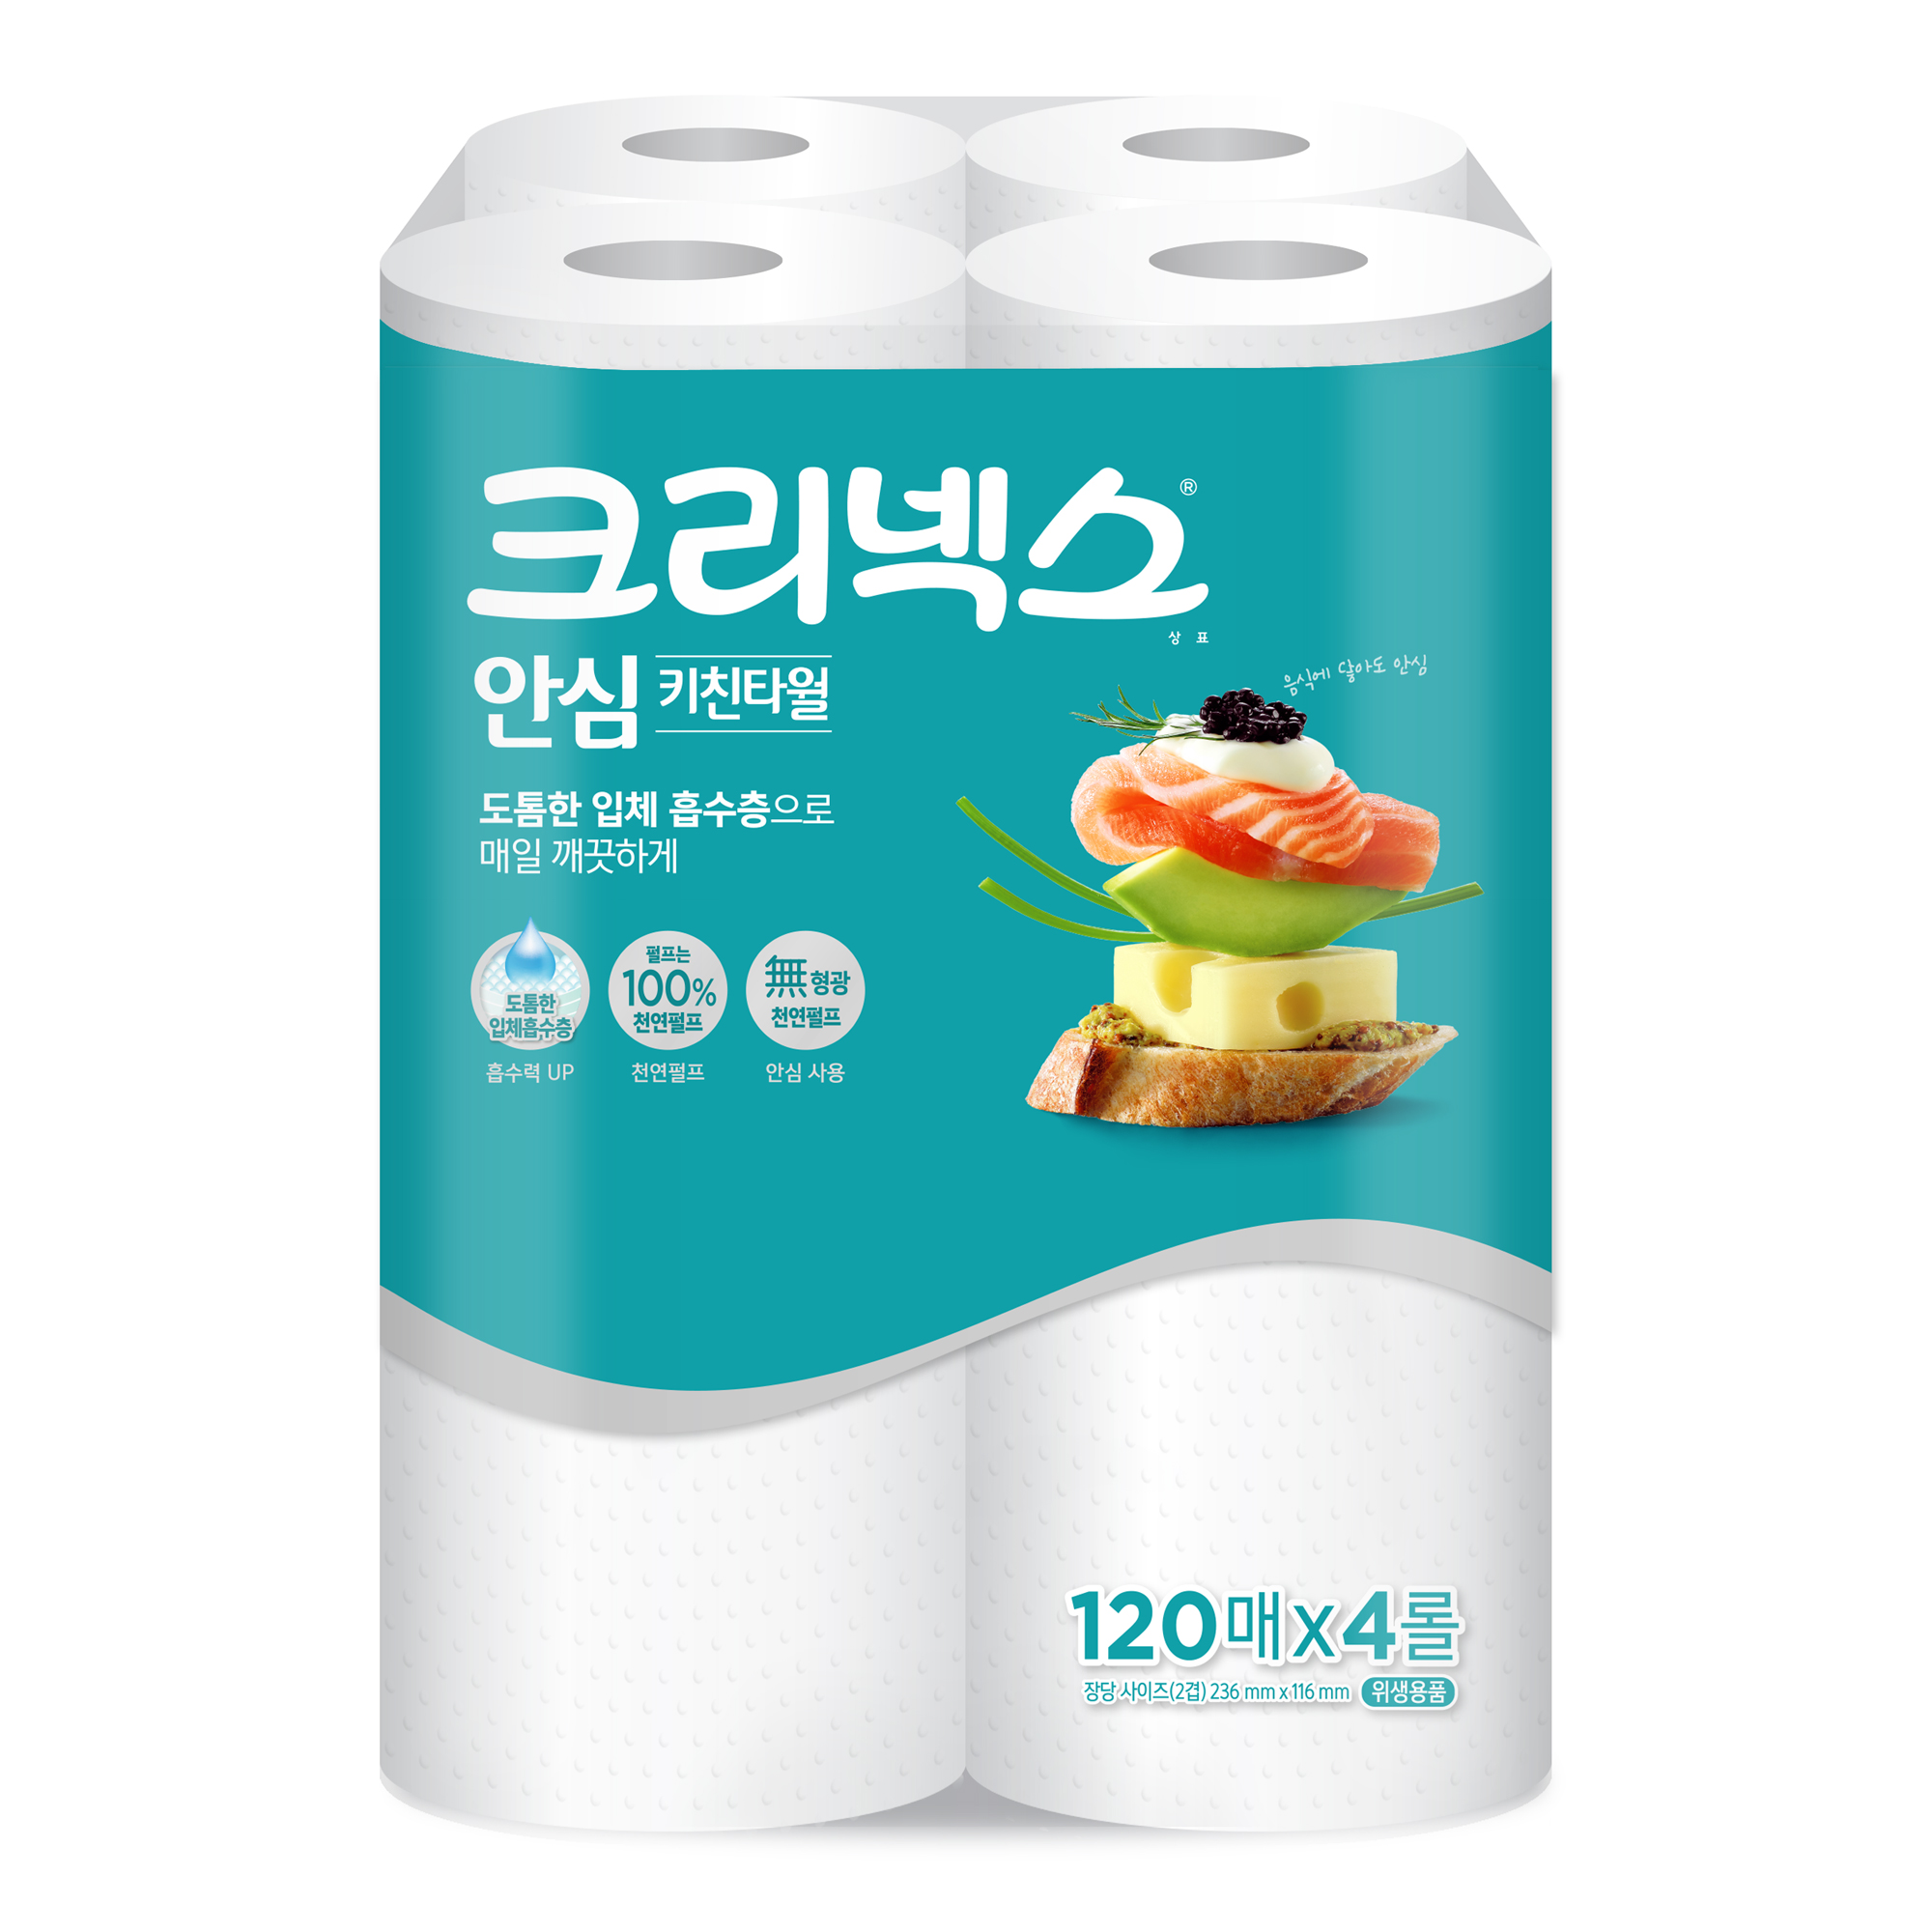 크리넥스®
상 표
안심 키친타월
음식에 닿아도 안심
도톰한 입체 흡수층으로
매일 깨끗하게
도톰한
입체흡수층
흡수력 UP
펄프는
100%
천연펄프
천연펄프
無형광
천연펄프
안심 사용
120매x4롤
장당 사이즈(2겹) 236 mm x 116 mm 위생용품